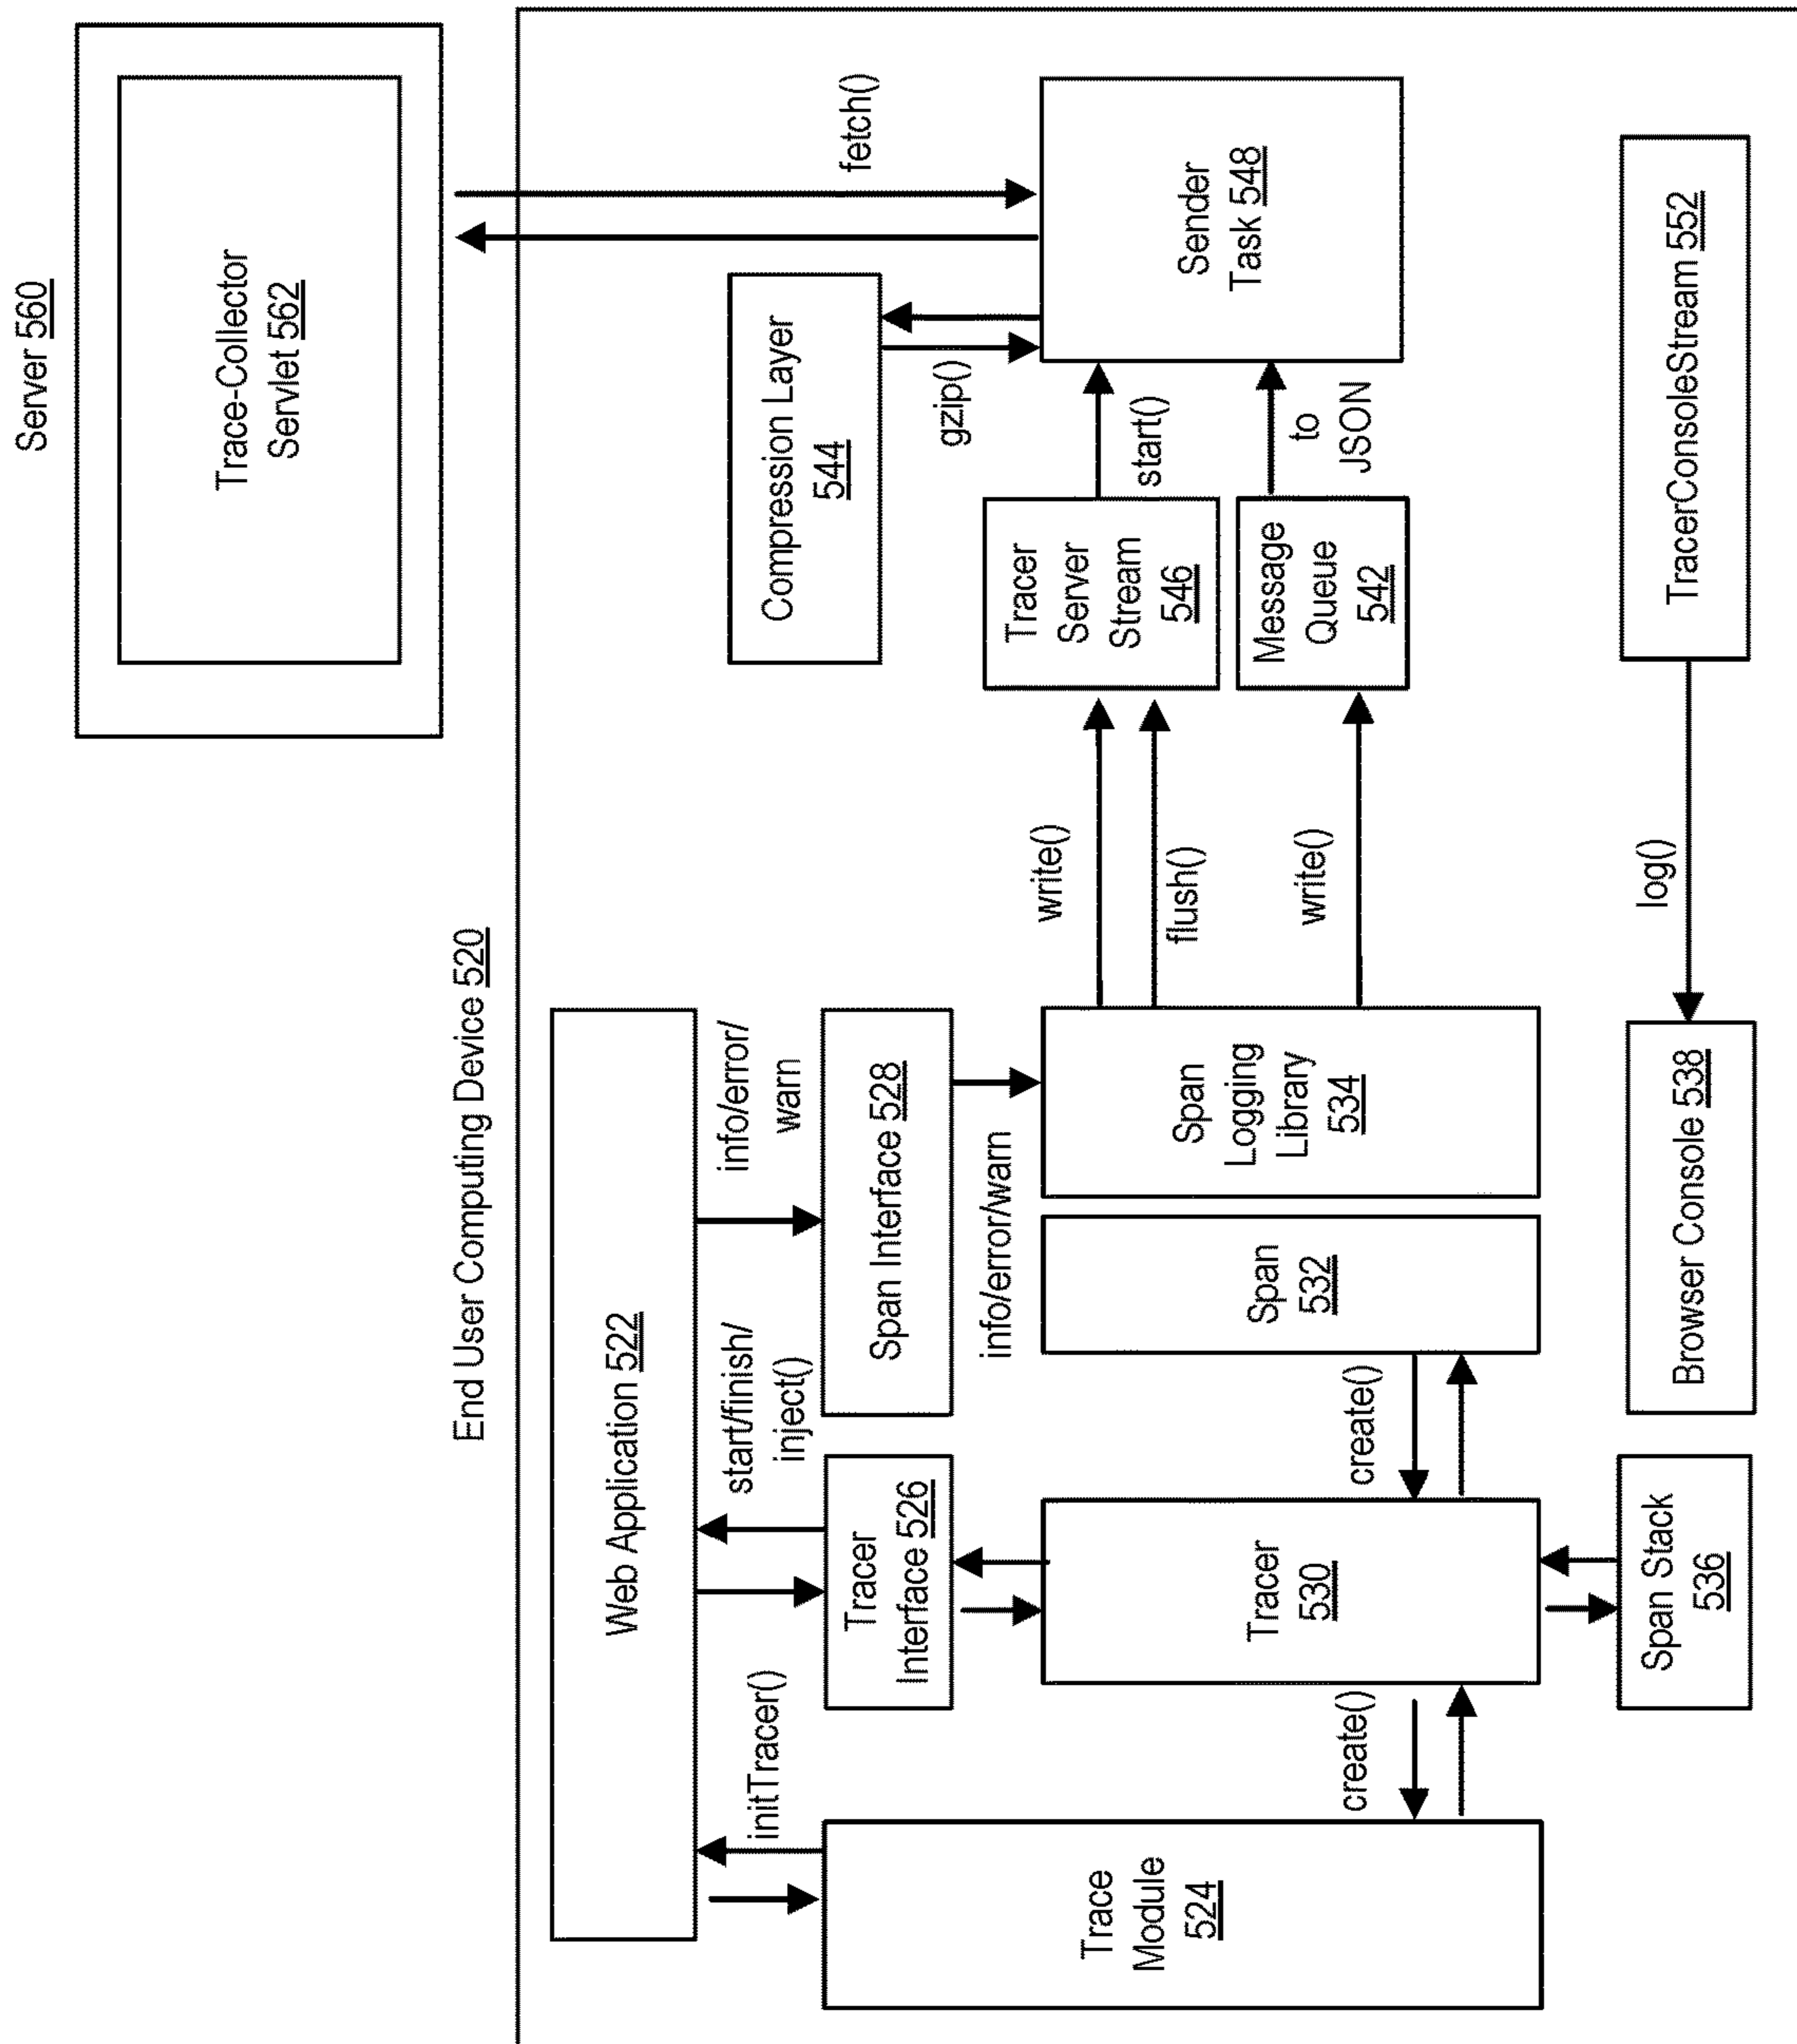 Server 560
Trace-Collector
Servlet 562
End User Computing Device 520
Web Application 522
initTracer()
start/finish/
inject()
info/error/
warn
fetch()
Compression Layer
544
gzip()
Trace
Module
524
Tracer
Interface 526
Span Interface 528
info/error/warn
create()
Tracer
530
create()
Span
532
Span
Logging
Library
534
write()
flush()
write()
Tracer
Server
Stream
546
start()
Message
Queue
542
to
JSON
Sender
Task 548
Span Stack
536
Browser Console 538
log()
TracerConsoleStream 552